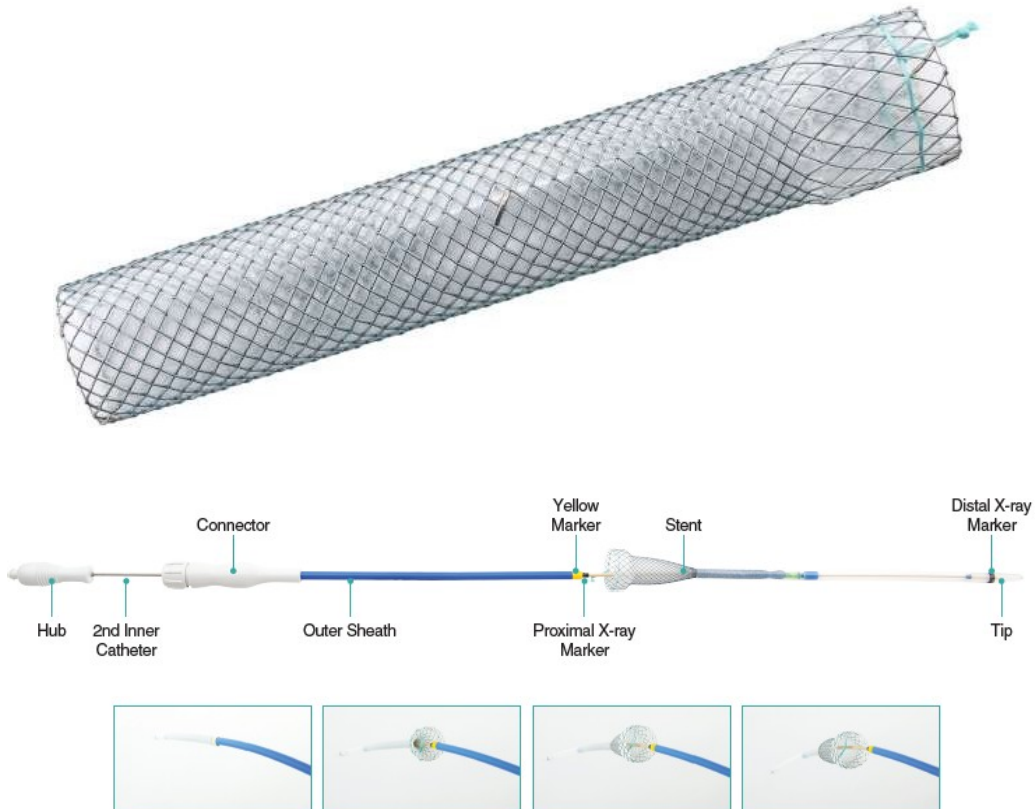 Yellow
Marker
Distal X-ray
Marker
Connector
Stent
Hub
2nd Inner
Catheter
Outer Sheath
Proximal X-ray
Marker
Tip